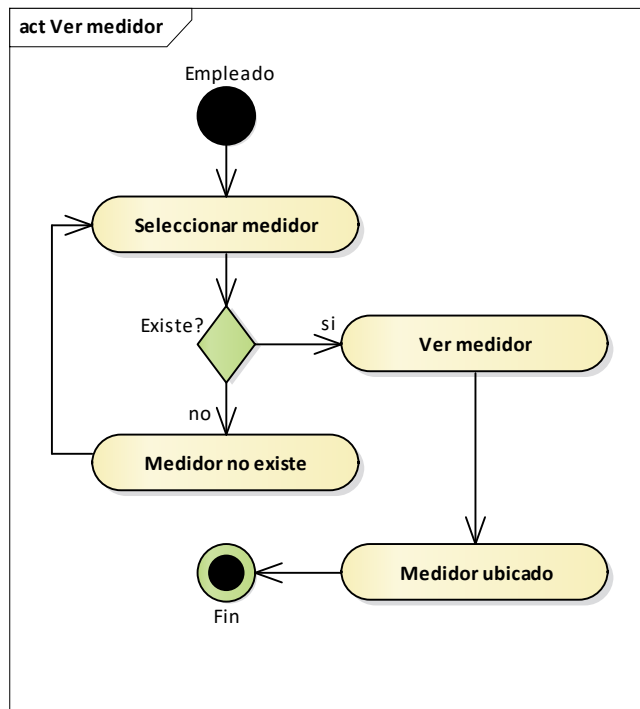 act Ver medidor
Empleado
Seleccionar medidor
Existe?
si
Ver medidor
no
Medidor no existe
Medidor ubicado
Fin